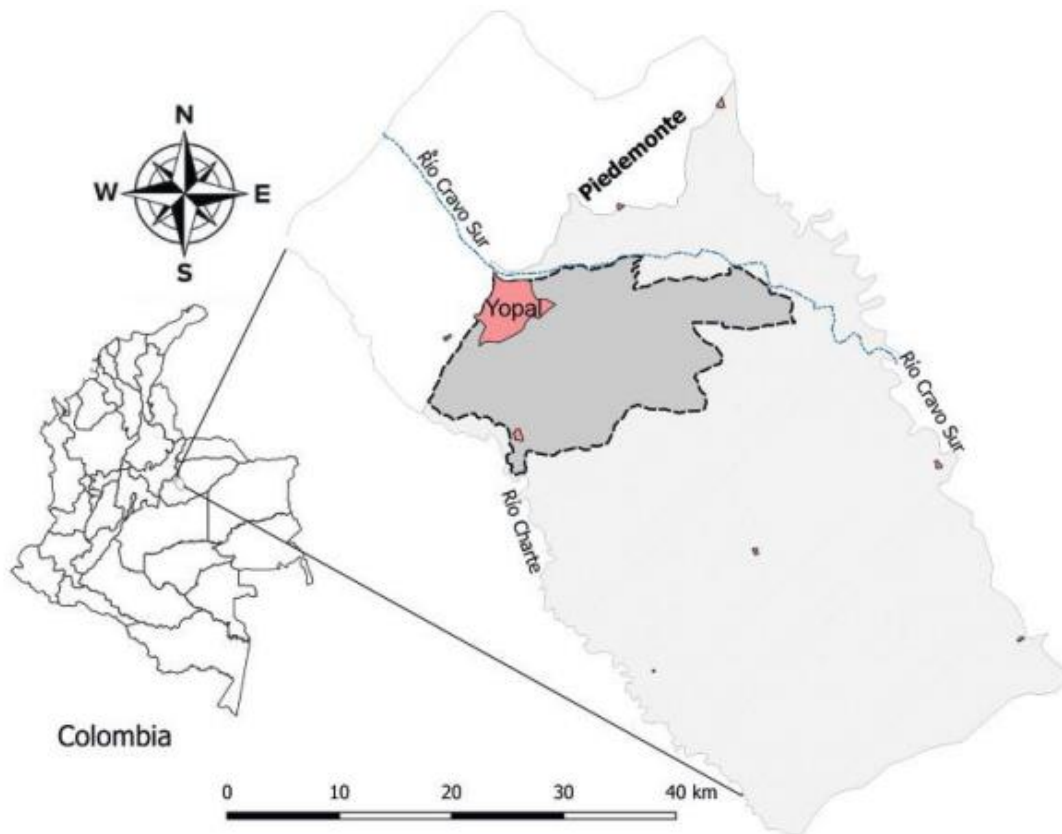 N
W
E
S
Piedemonte
Río Cravo Sur
Yopal
Río Cravo Sur
Río Charte
Colombia
0 10 20 30 40 km